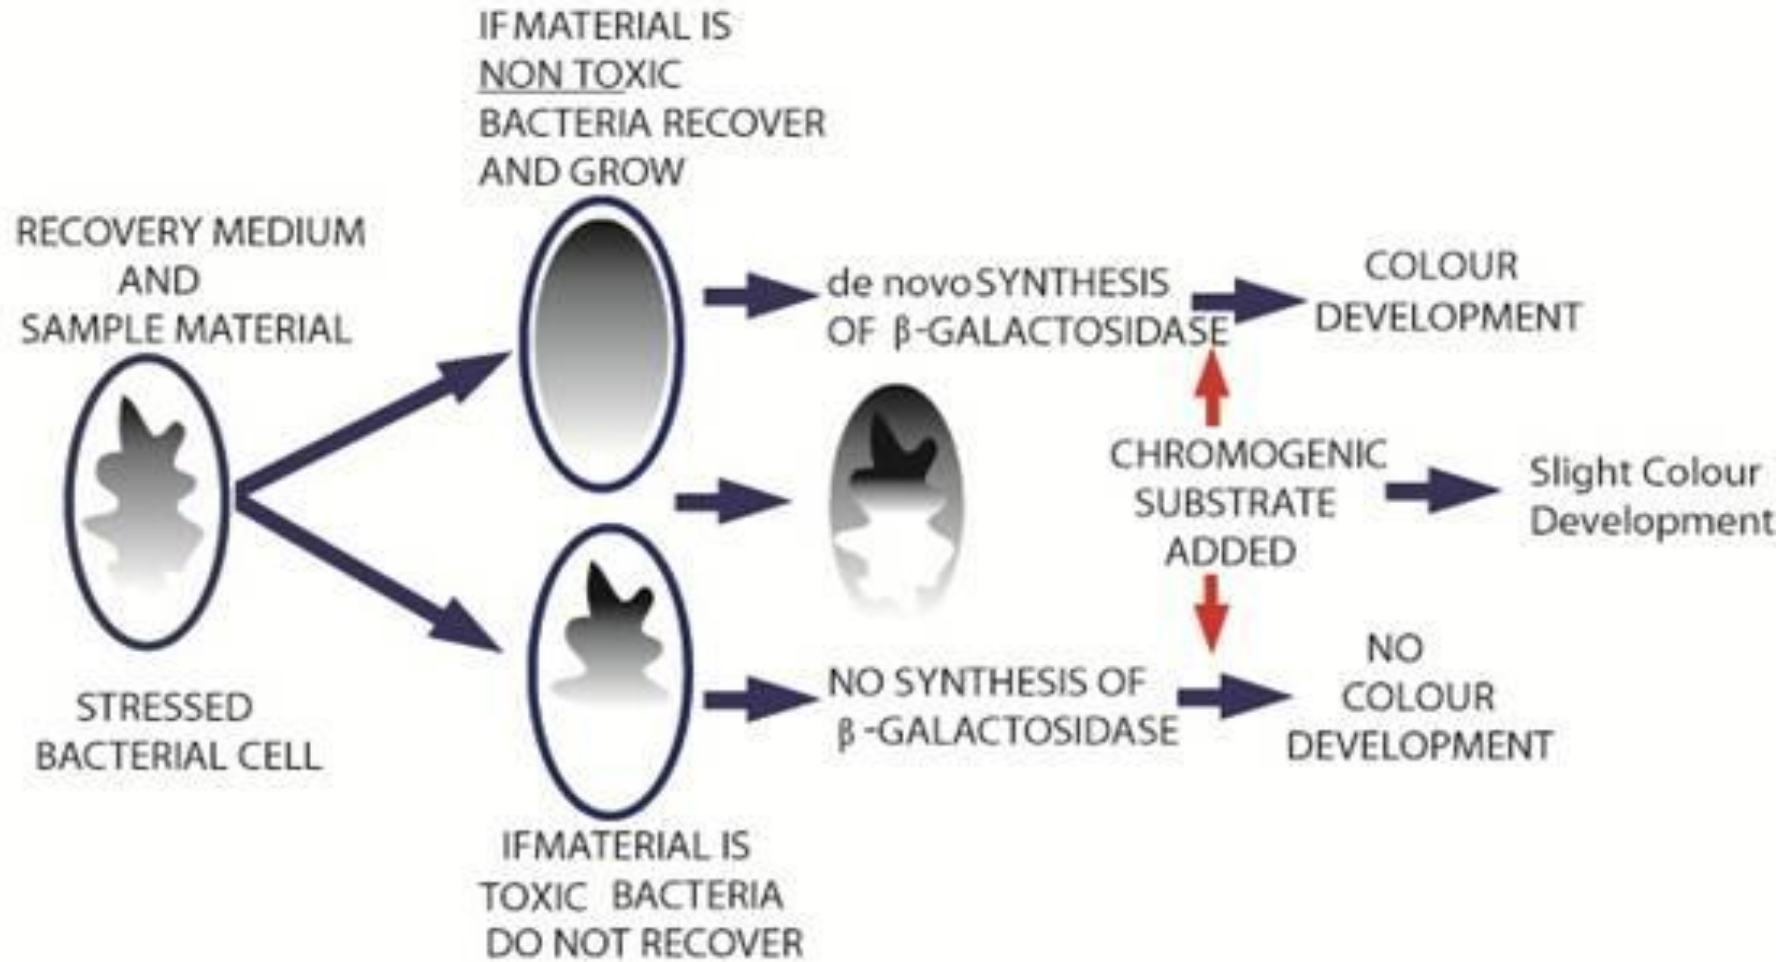 IF MATERIAL IS
NON TOXIC
BACTERIA RECOVER
AND GROW
RECOVERY MEDIUM
AND
SAMPLE MATERIAL
STRESSED
BACTERIAL CELL
de novo SYNTHESIS
OF β-GALACTOSIDASE
COLOUR
DEVELOPMENT
CHROMOGENIC
SUBSTRATE
ADDED
Slight Colour
Development
NO SYNTHESIS OF
β-GALACTOSIDASE
NO
COLOUR
DEVELOPMENT
IF MATERIAL IS
TOXIC BACTERIA
DO NOT RECOVER